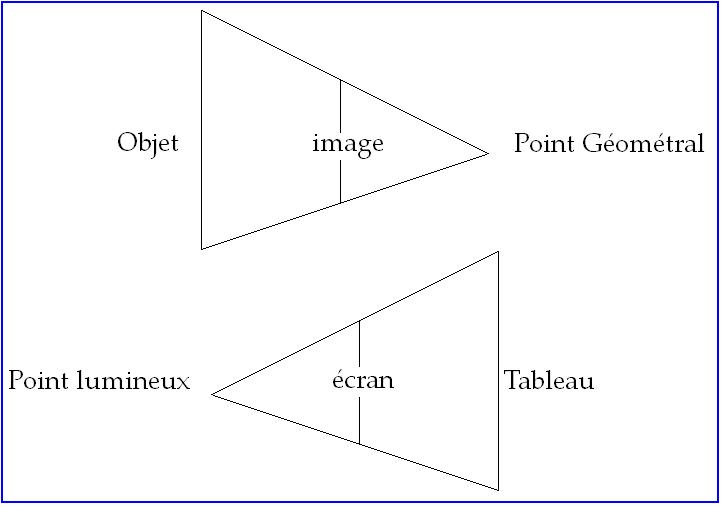 Objet
image
Point Géométral
Point lumineux
écran
Tableau